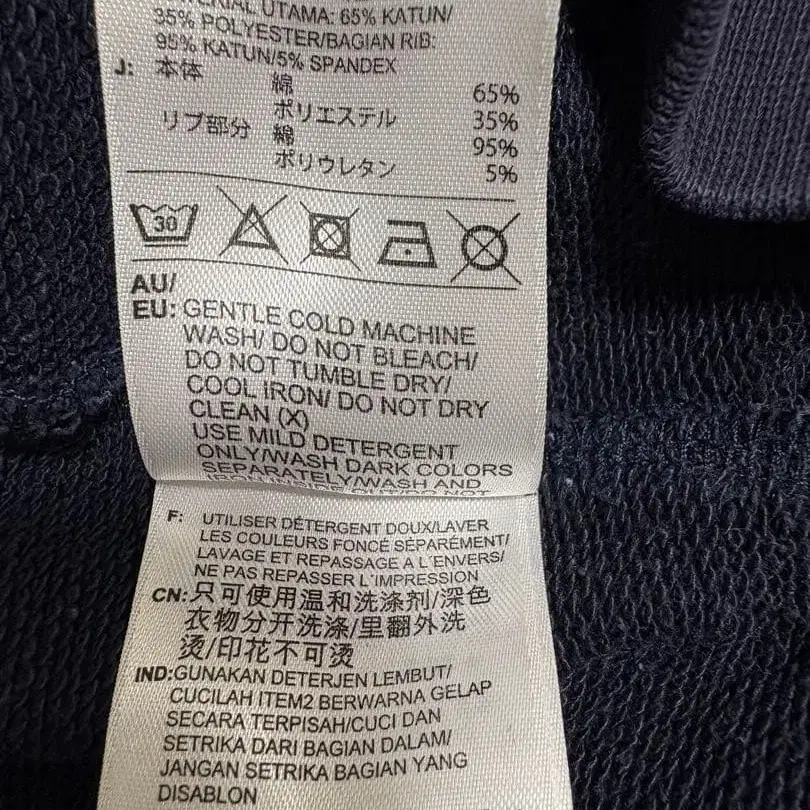 MATERIAL UTAMA: 65% KATUN/
35% POLYESTER/BAGIAN RIB:
95% KATUN/5% SPANDEX
J: 本体 綿 65%
ポリエステル 35%
リブ部分 綿 95%
ポリウレタン 5%
30
AU/
EU: GENTLE COLD MACHINE
WASH/ DO NOT BLEACH/
DO NOT TUMBLE DRY/
COOL IRON/ DO NOT DRY
CLEAN (X)
USE MILD DETERGENT
ONLY/WASH DARK COLORS
SEPARATELY/WASH AND
IRON INSIDE OUT/DO NOT
F: UTILISER DÉTERGENT DOUX/LAVER
LES COULEURS FONCÉ SÉPARÉMENT/
LAVAGE ET REPASSAGE A L'ENVERS/
NE PAS REPASSER L'IMPRESSION
CN:只可使用温和洗涤剂/深色
衣物分开洗涤/里翻外洗
烫/印花不可烫
IND:GUNAKAN DETERJEN LEMBUT/
CUCILAH ITEM2 BERWARNA GELAP
SECARA TERPISAH/CUCI DAN
SETRIKA DARI BAGIAN DALAM/
JANGAN SETRIKA BAGIAN YANG
DISABLON